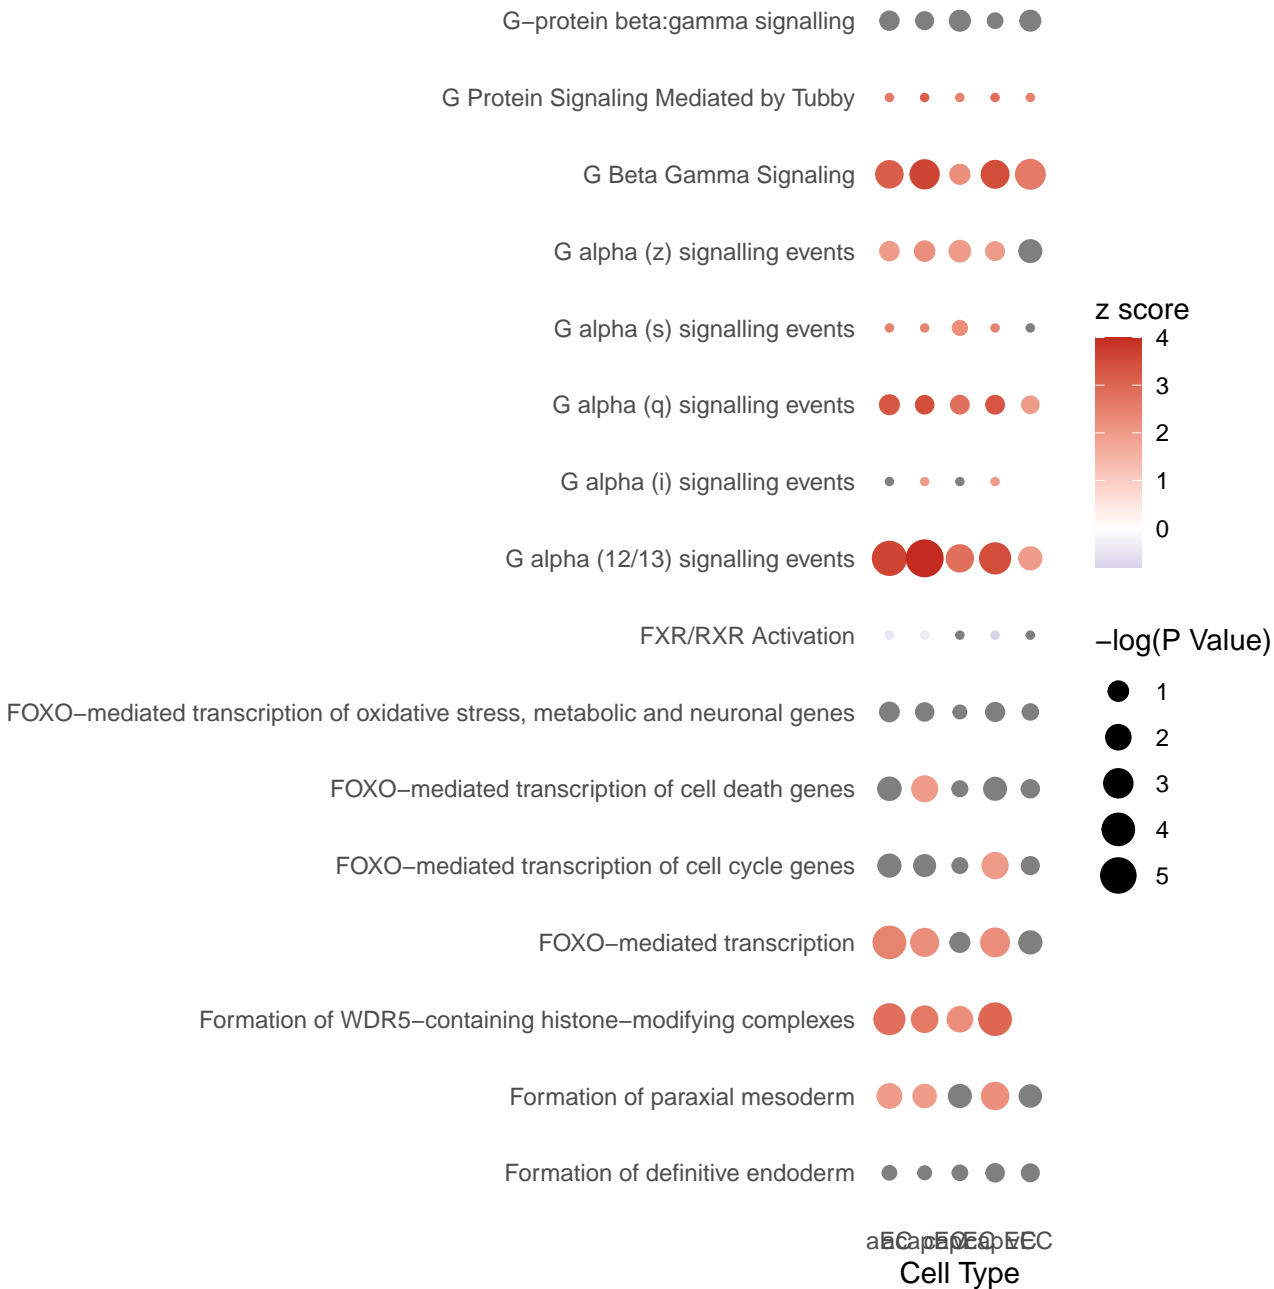 G−protein beta:gamma signalling
G Protein Signaling Mediated by Tubby
G Beta Gamma Signaling
G alpha (z) signalling events
G alpha (s) signalling events
G alpha (q) signalling events
G alpha (i) signalling events
G alpha (12/13) signalling events
FXR/RXR Activation
FOXO−mediated transcription of oxidative stress, metabolic and neuronal genes
FOXO−mediated transcription of cell death genes
FOXO−mediated transcription of cell cycle genes
FOXO−mediated transcription
Formation of WDR5−containing histone−modifying complexes
Formation of paraxial mesoderm
Formation of definitive endoderm
Cell Type
z score
4
3
2
1
0
−log(P Value)
1
2
3
4
5